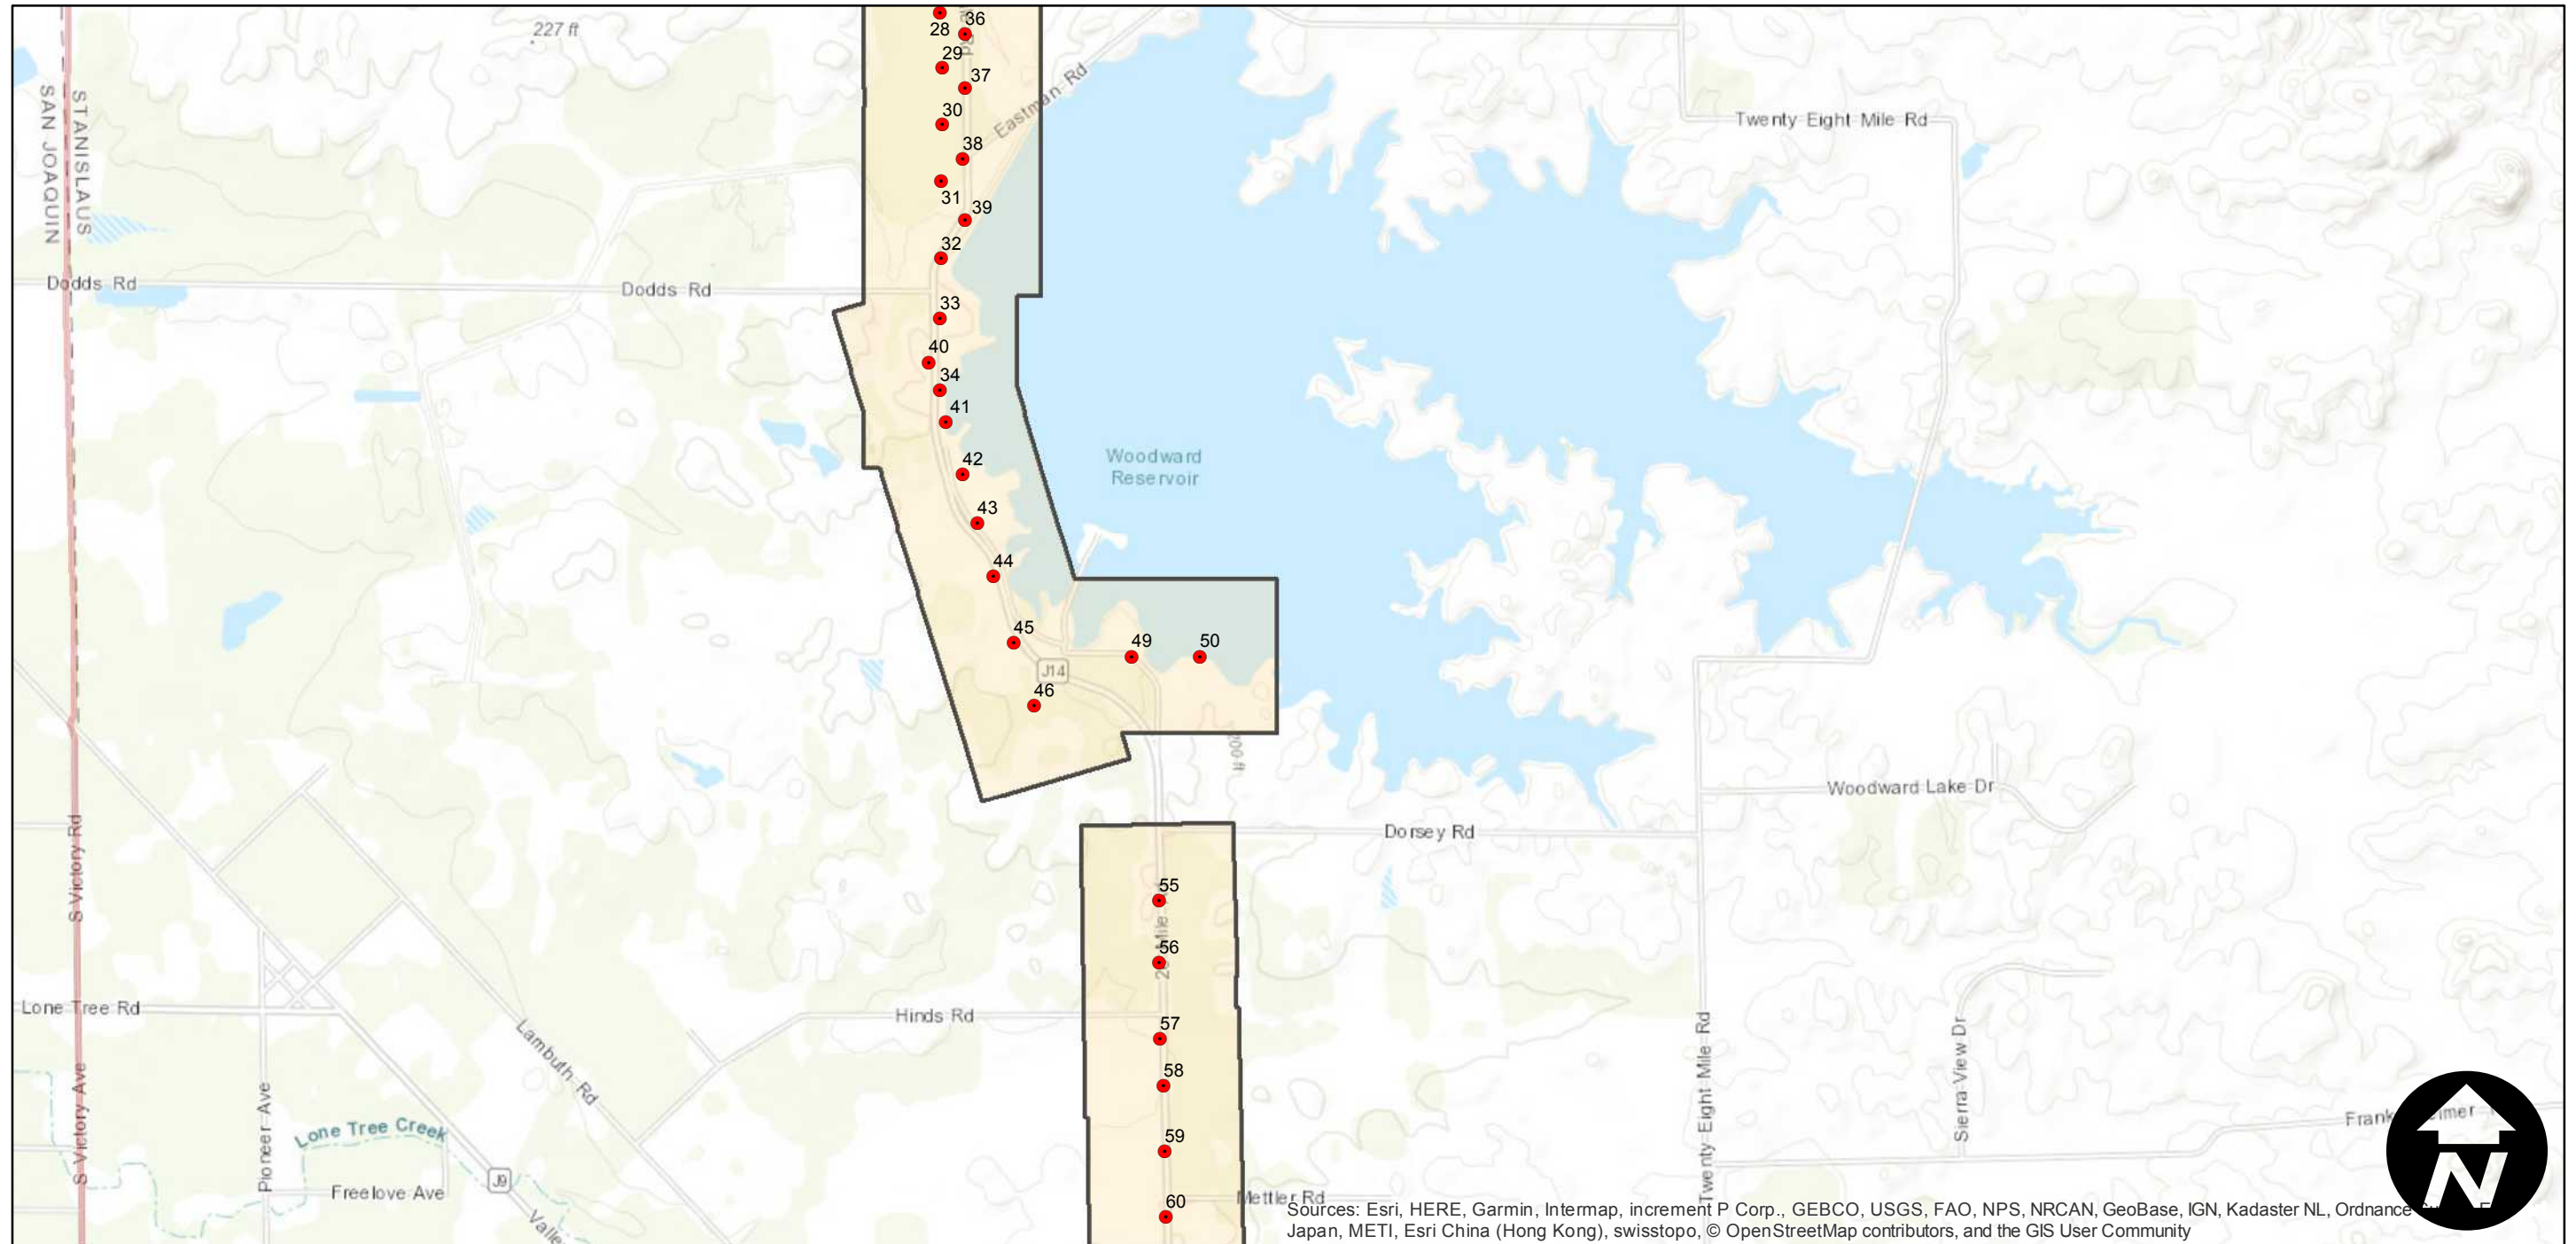 227 ft
28
36
29
37
Eastman Rd
30
38
Twenty Eight Mile Rd
31
39
SAN JOAQUIN
STANISLAUS
32
Dodds Rd
Dodds Rd
33
40
34
41
42
Woodward
Reservoir
43
44
45
49
50
J14
46
200 ft
Woodward Lake Dr
Dorsey Rd
S Victory Rd
55
56
Lone Tree Rd
Hinds Rd
57
Lambuth Rd
58
Twenty Eight Mile Rd
Sierra View Dr
S Victory Ave
Pioneer Ave
Lone Tree Creek
59
J9
Freelove Ave
60
Mettler Rd
N
Sources: Esri, HERE, Garmin, Intermap, increment P Corp., GEBCO, USGS, FAO, NPS, NRCAN, GeoBase, IGN, Kadaster NL, Ordnance
Japan, METI, Esri China (Hong Kong), swisstopo, © OpenStreetMap contributors, and the GIS User Community